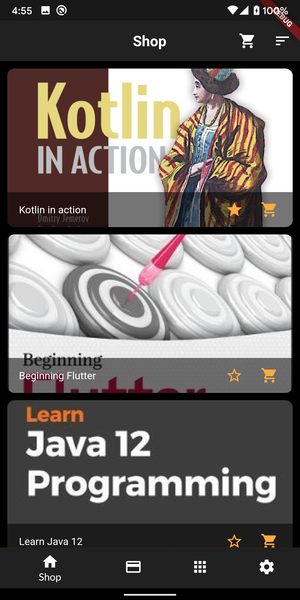 4:55
100%
DEBUG
Shop
Kotlin
IN ACTION
Dmitry Jemerov
Kotlin in action
Beginning
Flutter
Beginning Flutter
Learn
Java 12
Programming
Learn Java 12
Shop